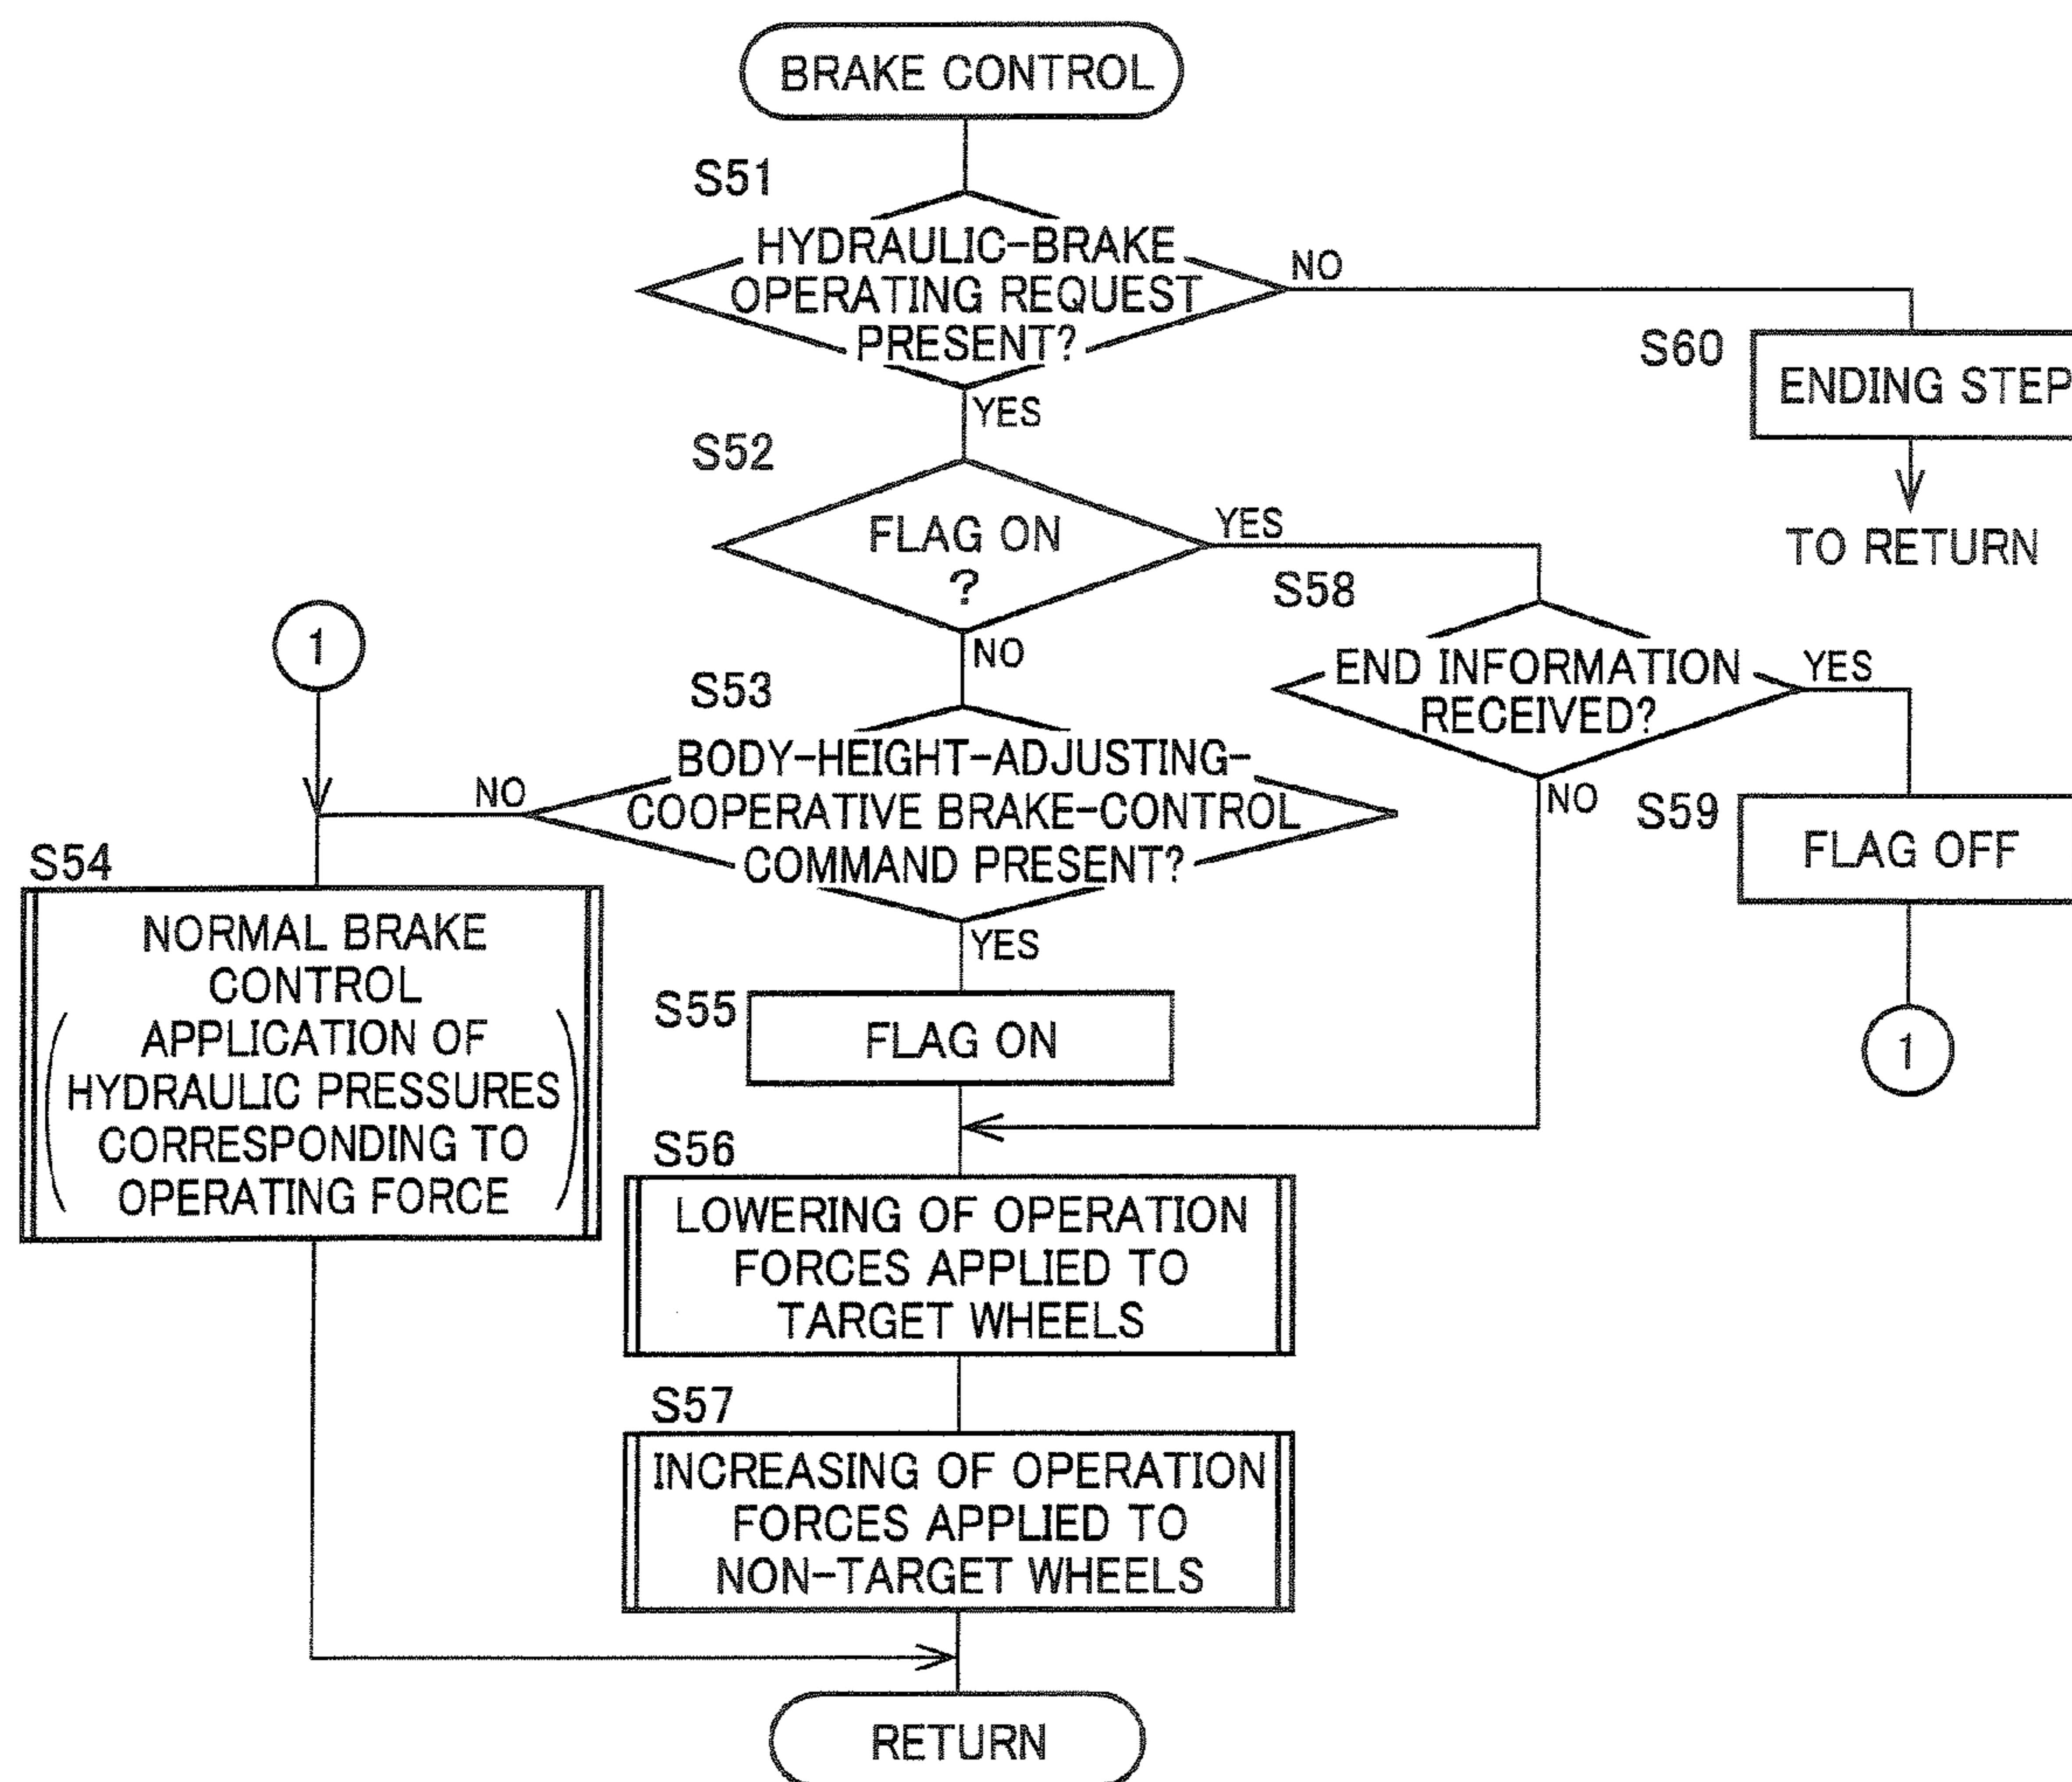 BRAKE CONTROL
S51
HYDRAULIC-BRAKE
OPERATING REQUEST
PRESENT?
NO
YES
S60
ENDING STEP
TO RETURN
S52
FLAG ON
?
YES
NO
S58
END INFORMATION
RECEIVED?
YES
NO
S59
FLAG OFF
1
1
S53
BODY-HEIGHT-ADJUSTING-
COOPERATIVE BRAKE-CONTROL
COMMAND PRESENT?
NO
YES
S54
NORMAL BRAKE
CONTROL
APPLICATION OF
HYDRAULIC PRESSURES
CORRESPONDING TO
OPERATING FORCE
S55
FLAG ON
S56
LOWERING OF OPERATION
FORCES APPLIED TO
TARGET WHEELS
S57
INCREASING OF OPERATION
FORCES APPLIED TO
NON-TARGET WHEELS
RETURN